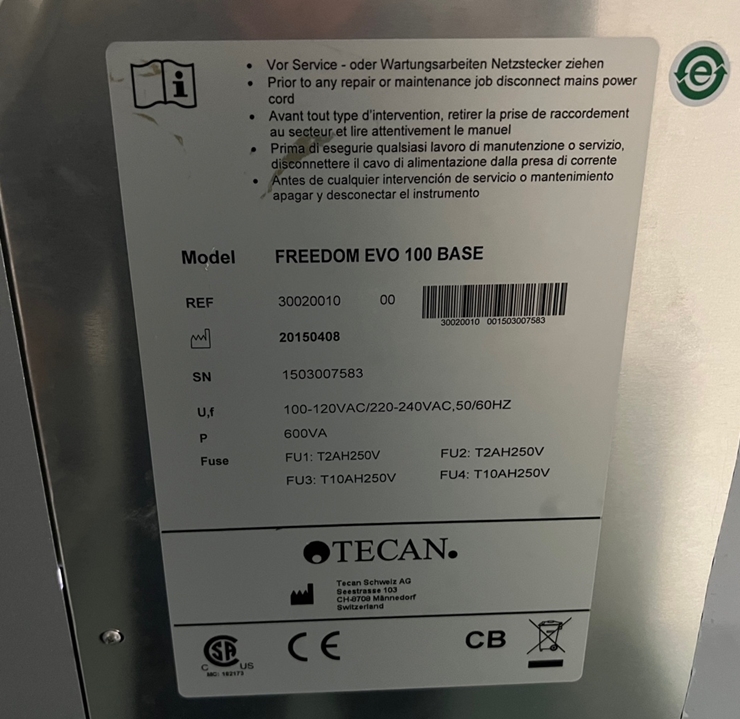 • Vor Service - oder Wartungsarbeiten Netzstecker ziehen
• Prior to any repair or maintenance job disconnect mains power
cord
• Avant tout type d'intervention, retirer la prise de raccordement
au secteur et lire attentivement le manuel
• Prima di esegurie qualsiasi lavoro di manutenzione o servizio,
disconnettere il cavo di alimentazione dalla presa di corrente
• Antes de cualquier intervención de servicio o mantenimiento
apagar y desconectar el instrumento
i
e
Model FREEDOM EVO 100 BASE
REF 30020010 00
30020010 001503007583
20150408
SN 1503007583
U,f 100-120VAC/220-240VAC,50/60HZ
P 600VA
Fuse FU1: T2AH250V FU2: T2AH250V
FU3: T10AH250V FU4: T10AH250V
TECAN.
Tecan Schweiz AG
Seestrasse 103
CH-8708 Männedorf
Switzerland
SA
C US
MC: 182173
CE
CB